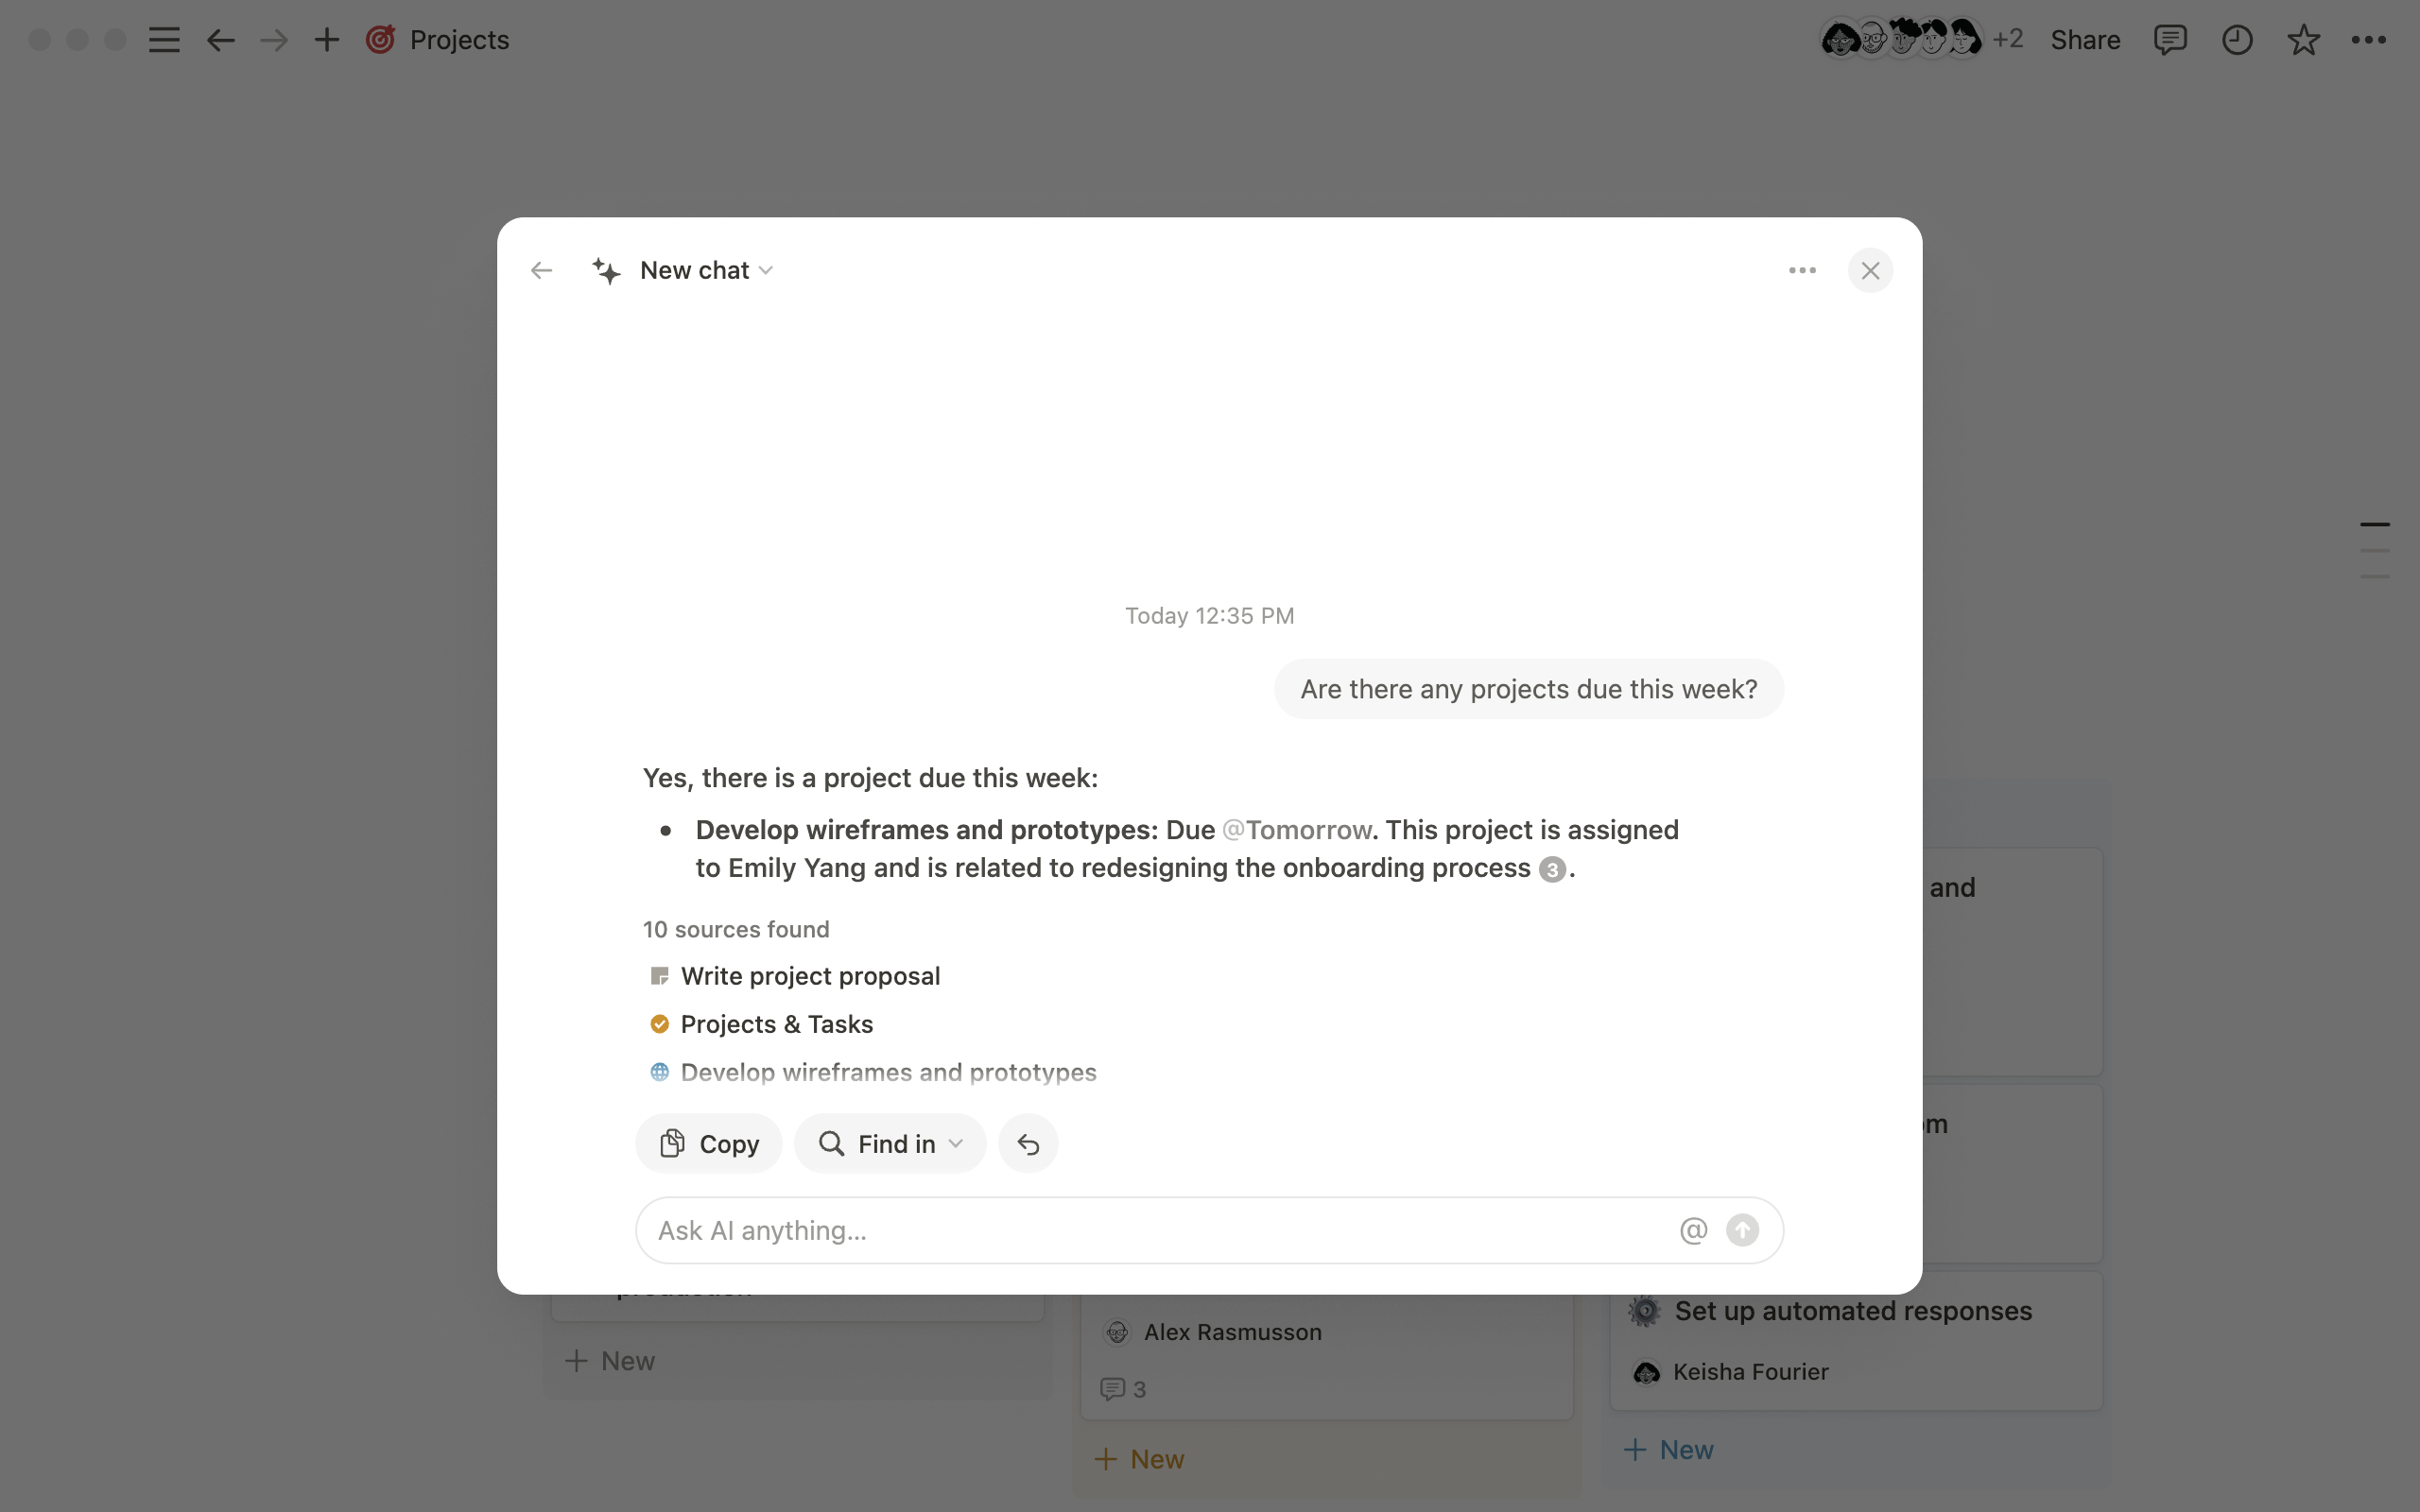 Projects
+2
Share
New chat
Today 12:35 PM
Are there any projects due this week?
Yes, there is a project due this week:
• Develop wireframes and prototypes: Due @Tomorrow. This project is assigned
to Emily Yang and is related to redesigning the onboarding process 3.
10 sources found
Write project proposal
Projects & Tasks
Develop wireframes and prototypes
Copy
Find in
Ask AI anything...
@
production
New
Alex Rasmusson
3
New
and
Set up automated responses
Keisha Fourier
New